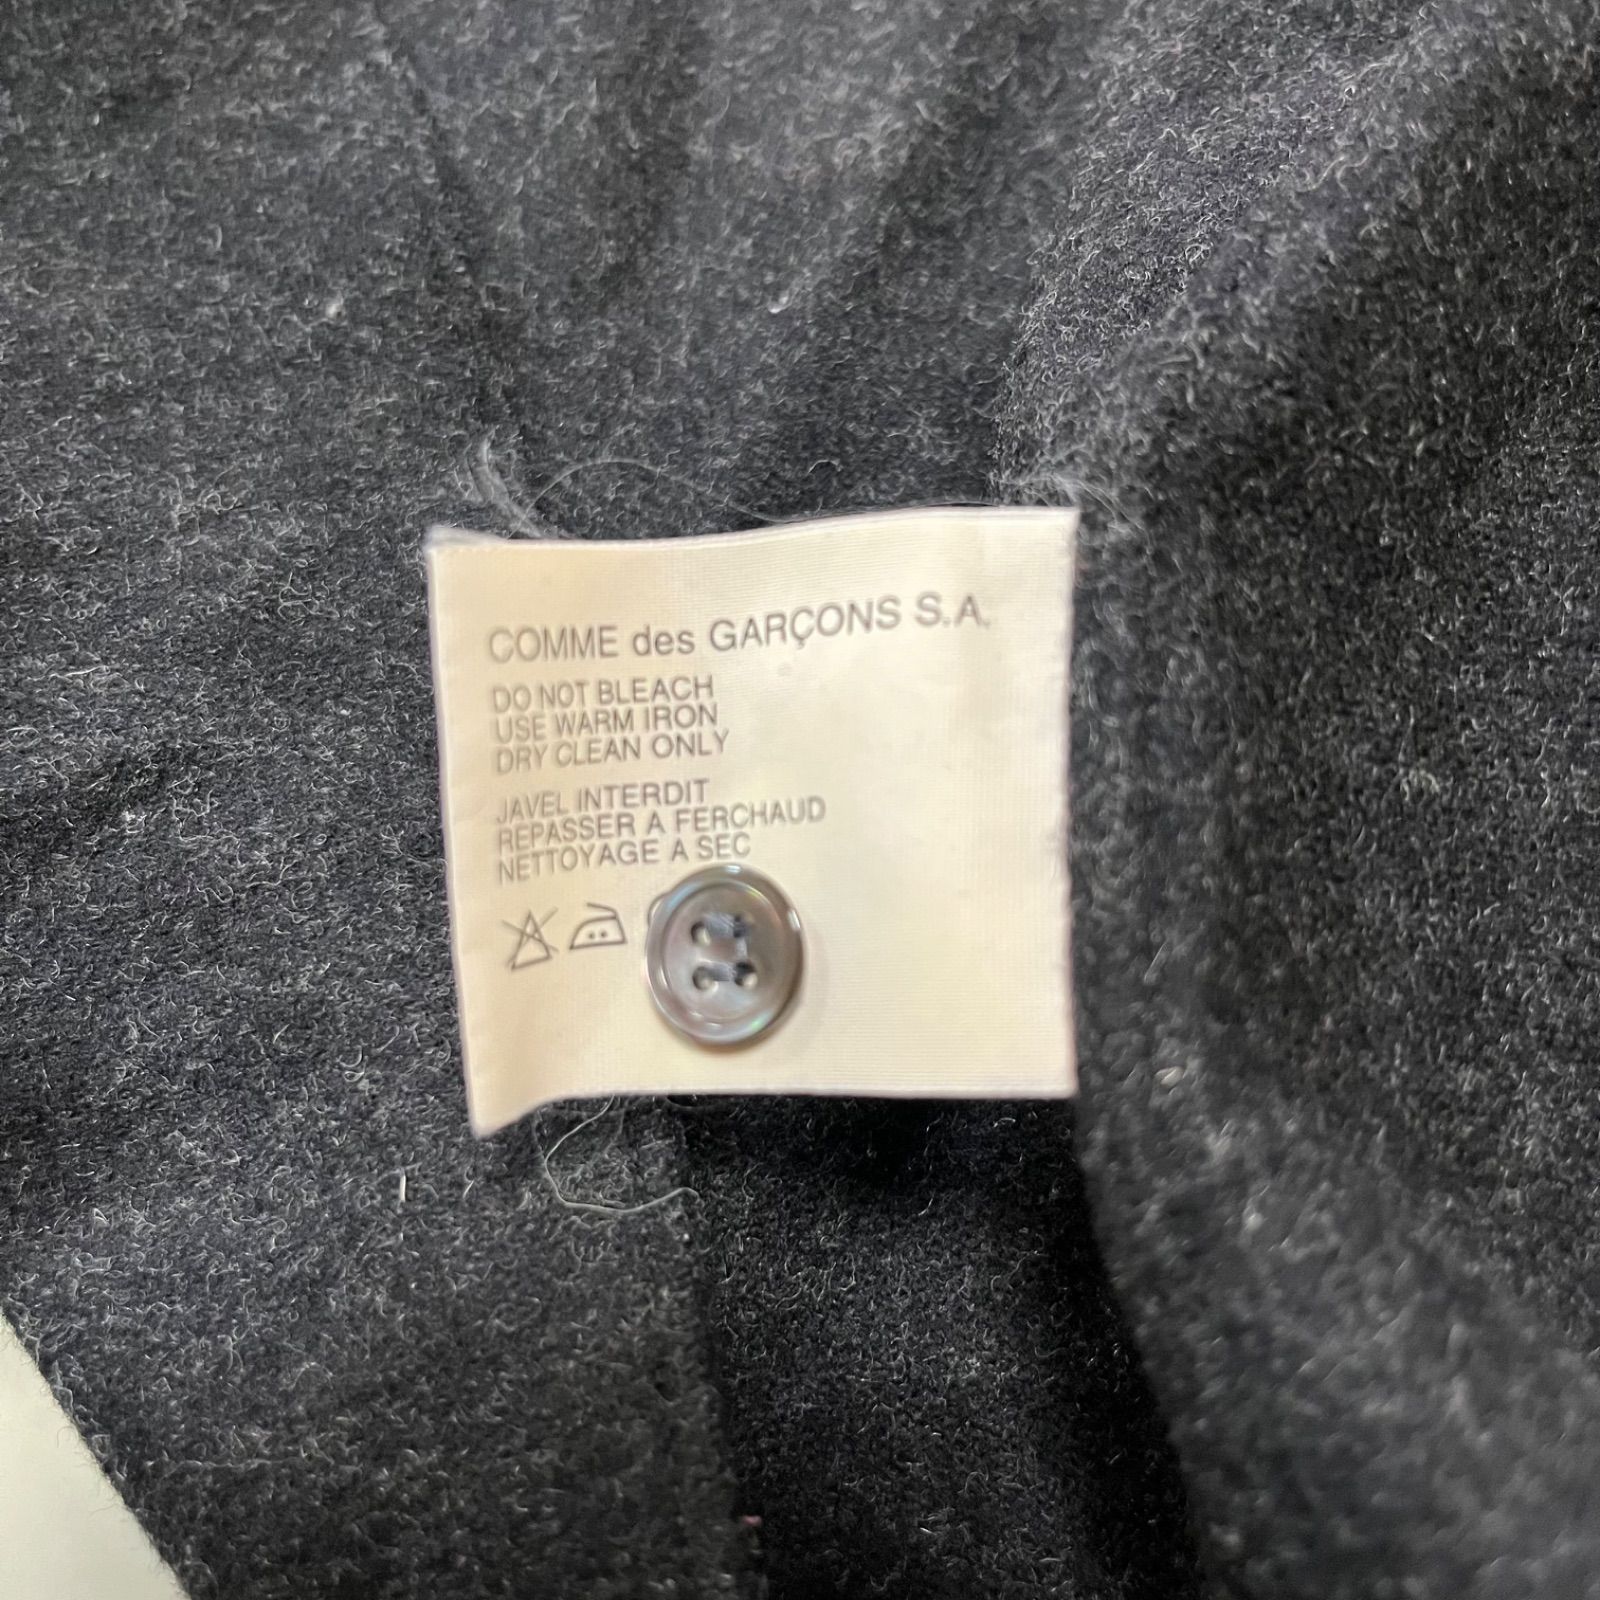 COMME des GARÇONS S.A.
DO NOT BLEACH
USE WARM IRON
DRY CLEAN ONLY
JAVEL INTERDIT
REPASSER A FERCHAUD
NETTOYAGE A SEC